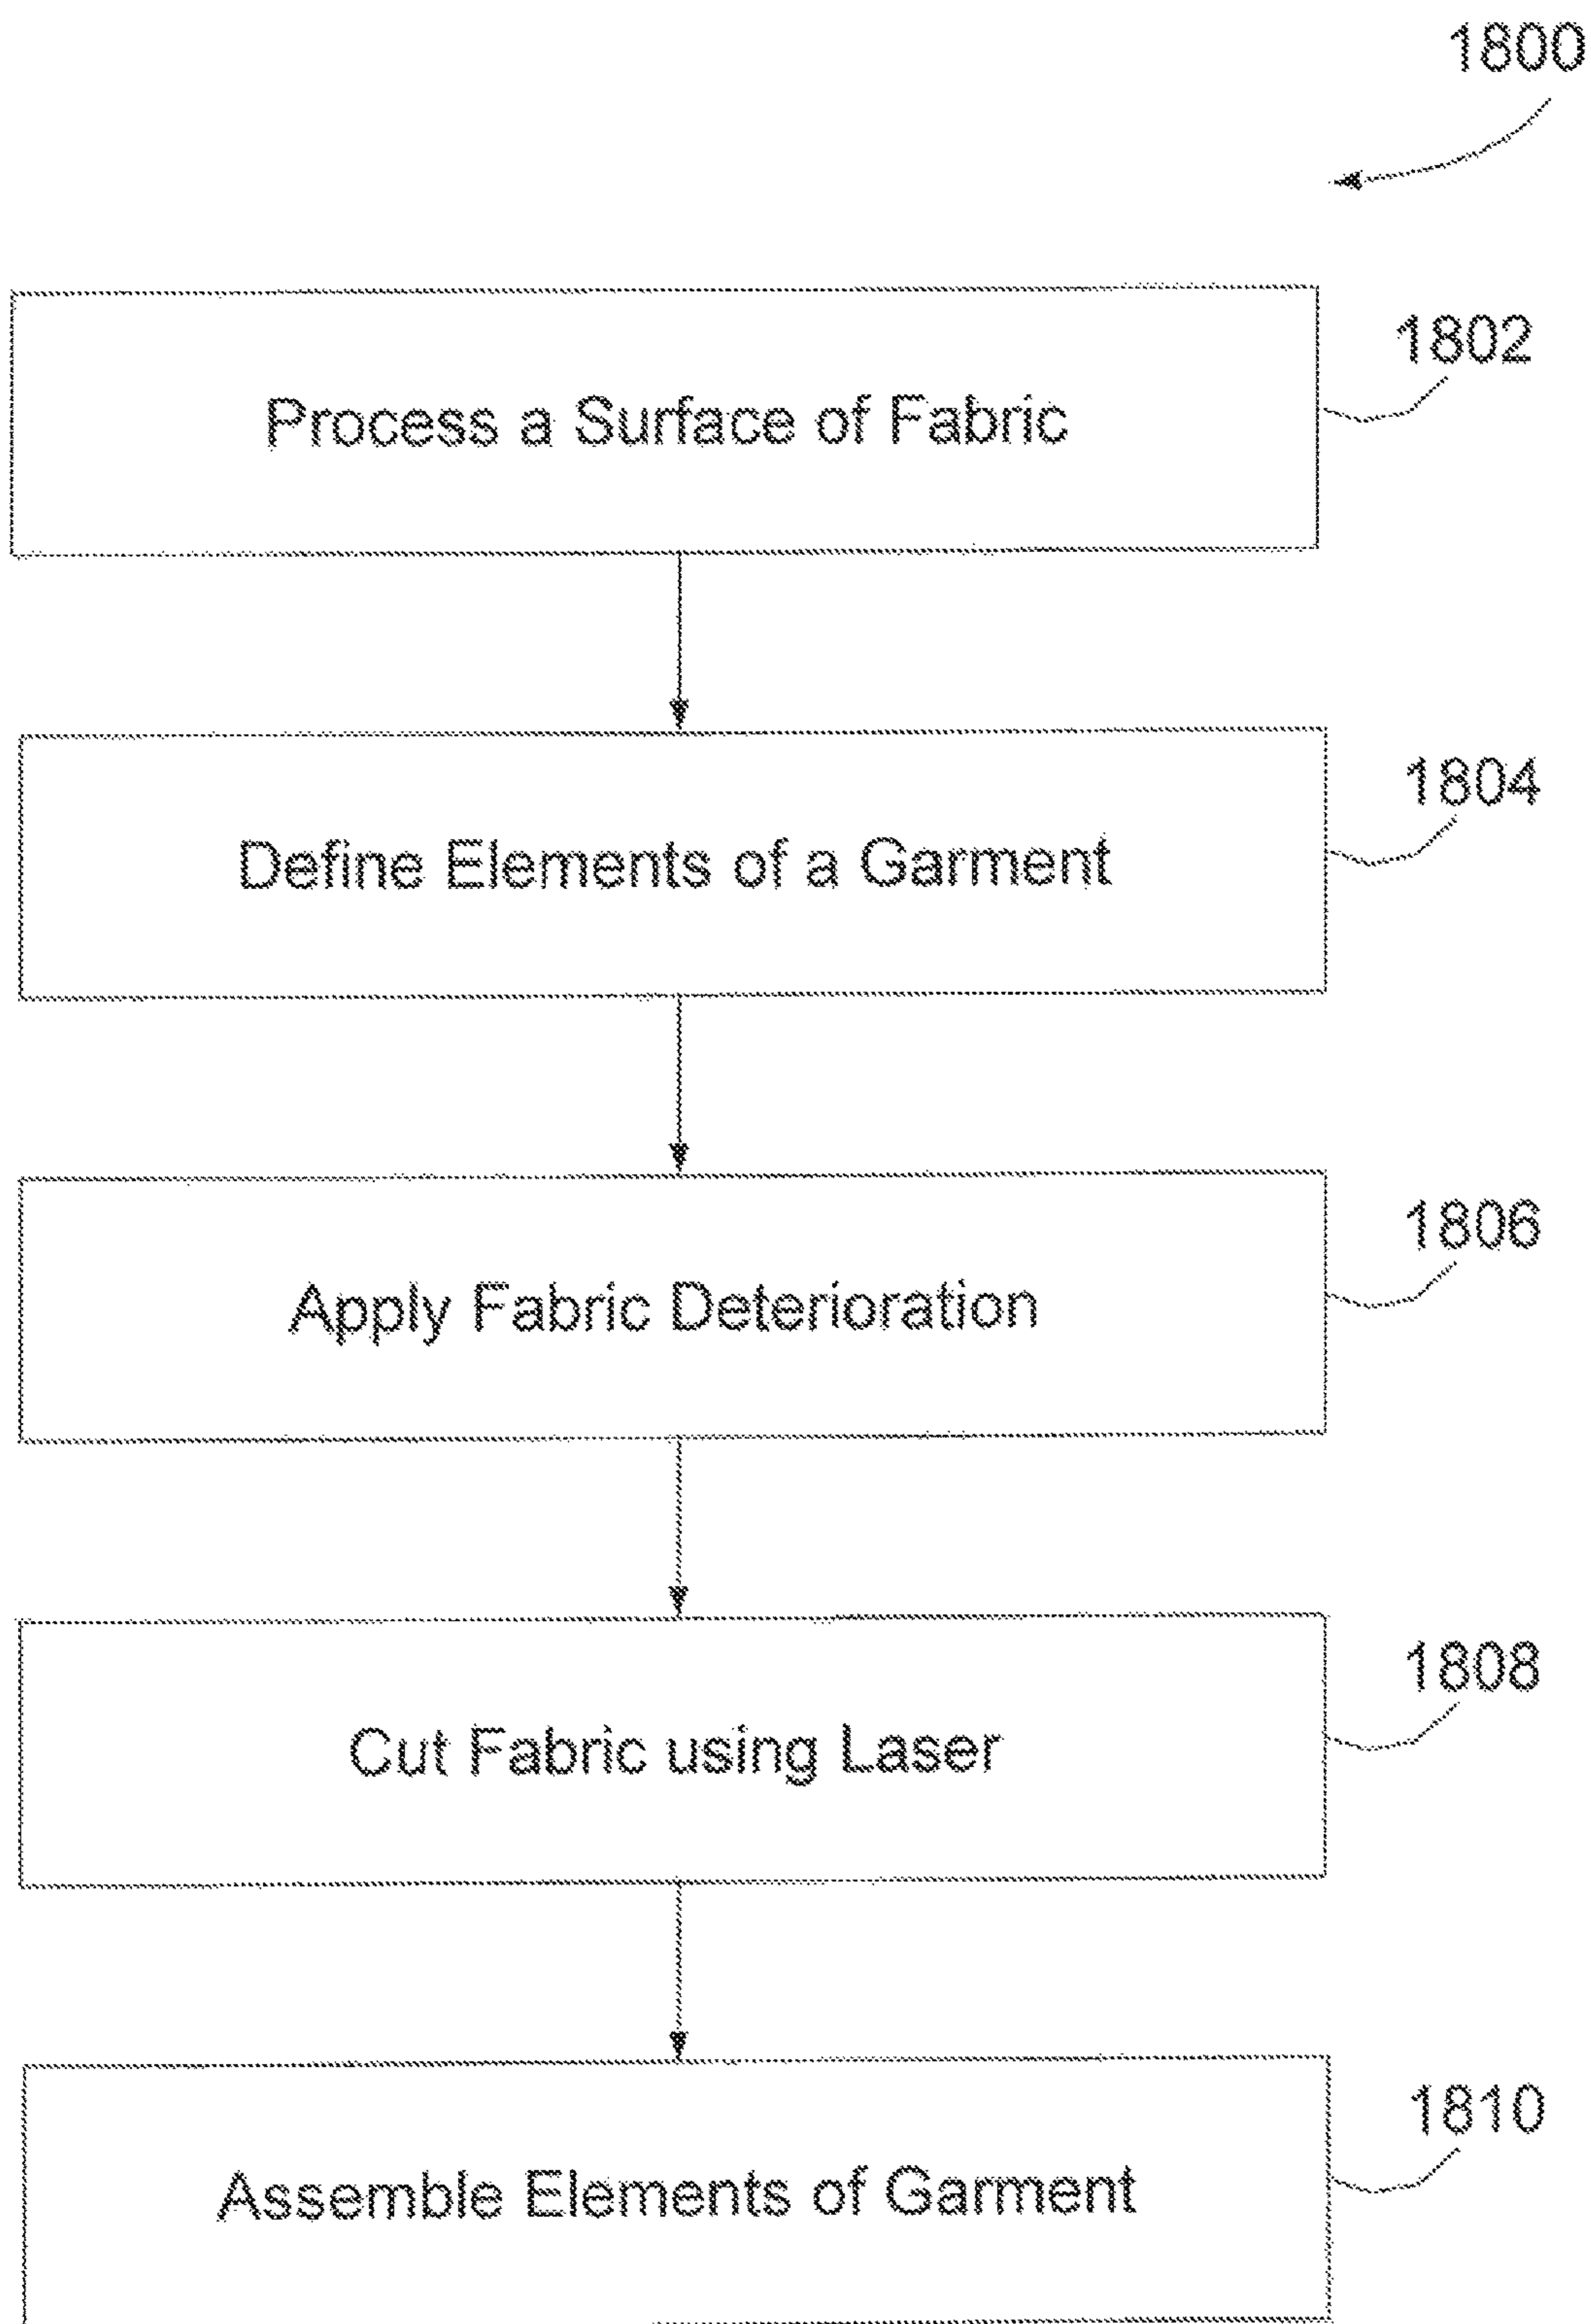 1800
Process a Surface of Fabric
1802
Define Elements of a Garment
1804
Apply Fabric Deterioration
1806
Cut Fabric using Laser
1808
Assemble Elements of Garment
1810